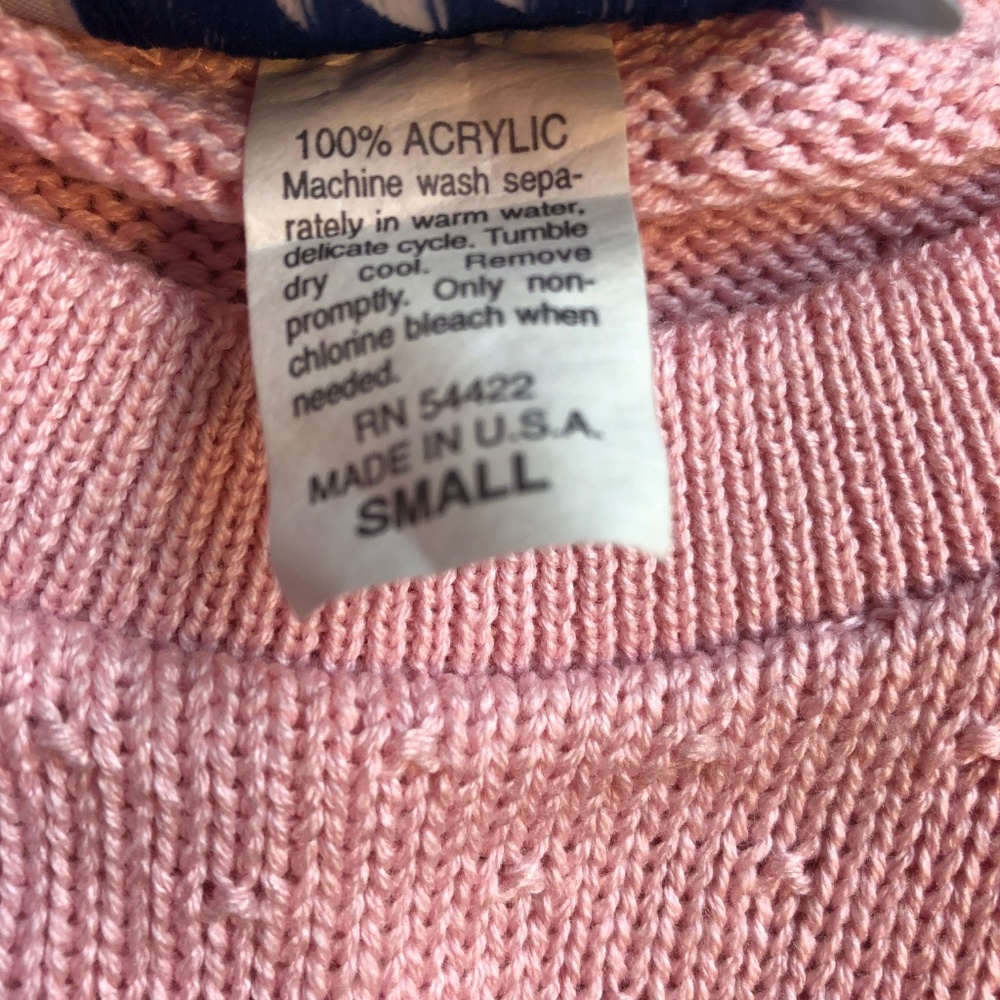 100% ACRYLIC
Machine wash sepa-
rately in warm water,
delicate cycle. Tumble
dry cool. Remove
promptly. Only non-
chlorine bleach when
needed.
RN 54422
MADE IN U.S.A.
SMALL